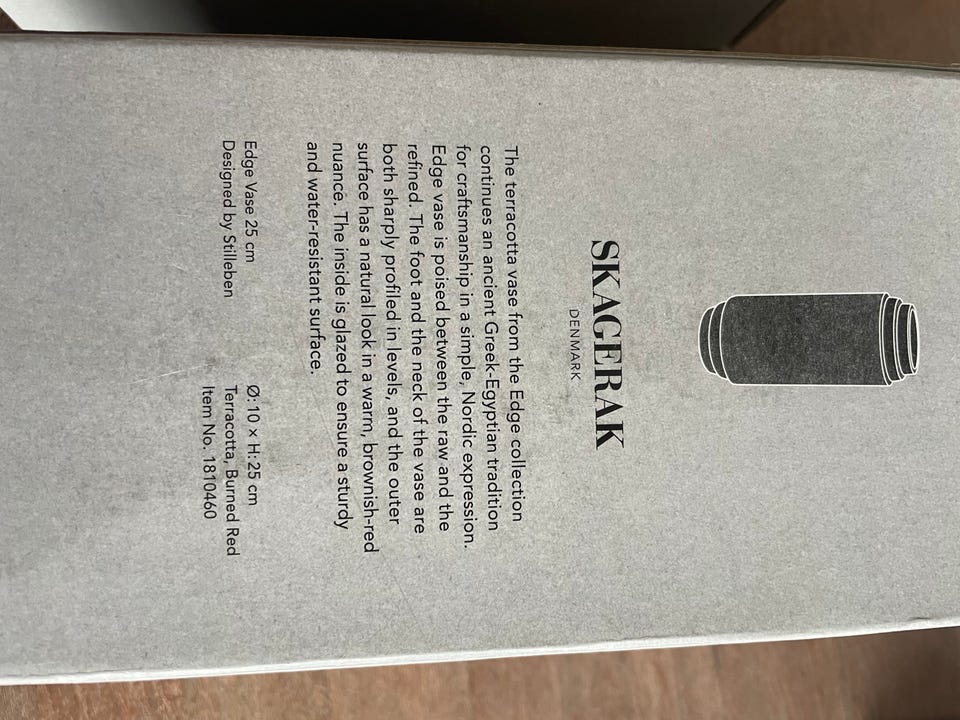 SKAGERAK
DENMARK
The terracotta vase from the Edge collection
continues an ancient Greek-Egyptian tradition
for craftsmanship in a simple, Nordic expression.
Edge vase is poised between the raw and the
refined. The foot and the neck of the vase are
both sharply profiled in levels, and the outer
surface has a natural look in a warm, brownish-red
nuance. The inside is glazed to ensure a sturdy
and water-resistant surface.
Edge Vase 25 cm
Designed by Stilleben
Ø: 10 × H: 25 cm
Terracotta, Burned Red
Item No. 1810460